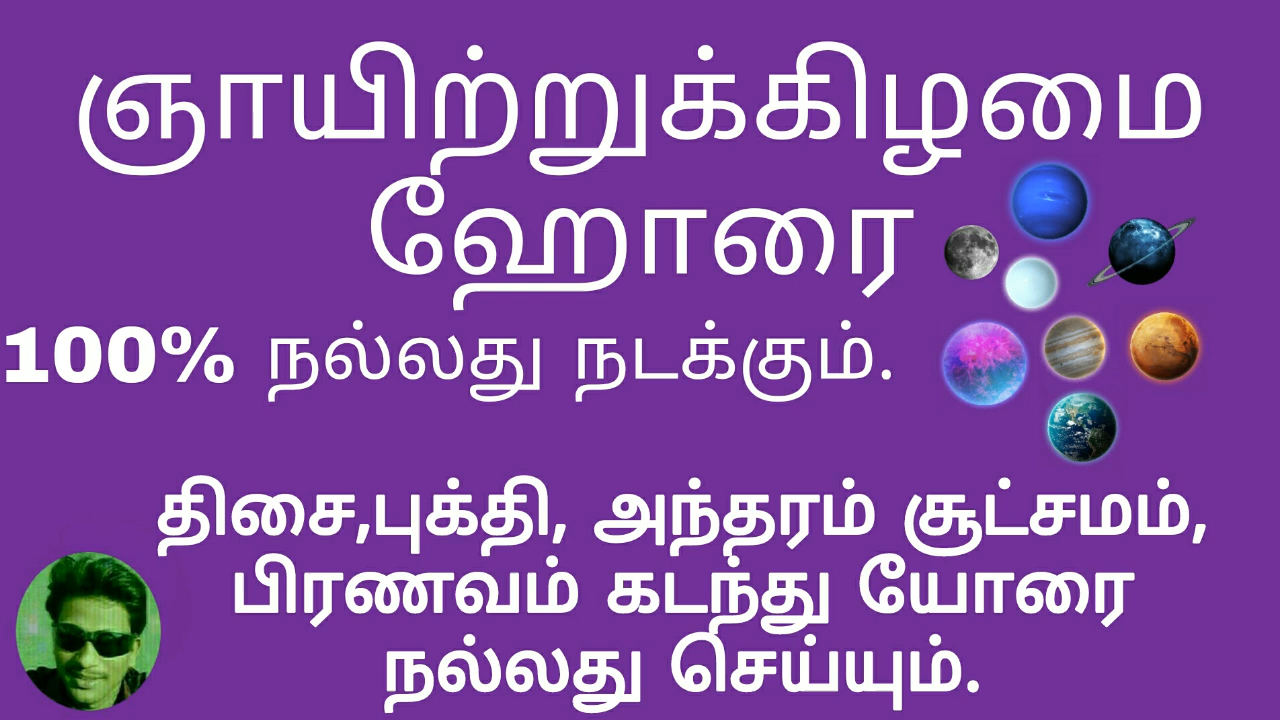 ஞாயிற்றுக்கிழமை
ஹோரை
100% நல்லது நடக்கும்.
திசை,புக்தி, அந்தரம் சூட்சமம்,
பிரணவம் கடந்து யோரை
நல்லது செய்யும்.